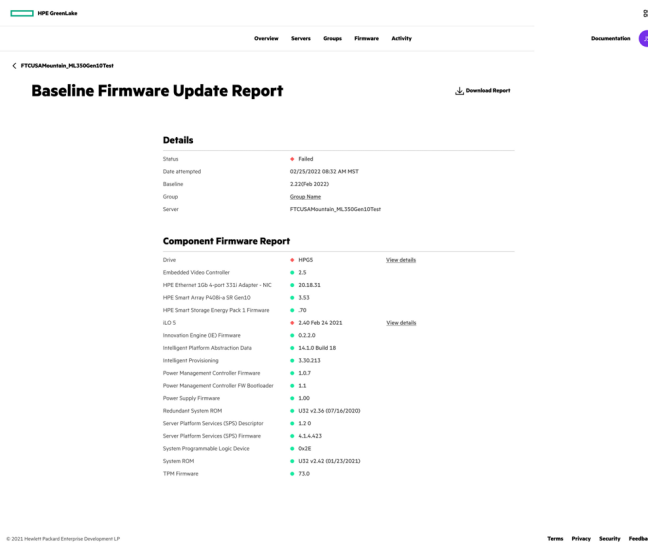 HPE GreenLake
Overview Servers Groups Firmware Activity Documentation
FTCUSAMountain_ML350Gen10Test
Baseline Firmware Update Report
Download Report
Details
Status Failed
Date attempted 02/25/2022 08:32 AM MST
Baseline 2.22(Feb 2022)
Group Group Name
Server FTCUSAMountain_ML350Gen10Test
Component Firmware Report
Drive HPG5 View details
Embedded Video Controller 2.5
HPE Ethernet 1Gb 4-port 331i Adapter - NIC 20.18.31
HPE Smart Array P408i-a SR Gen10 3.53
HPE Smart Storage Energy Pack 1 Firmware .70
iLO 5 2.40 Feb 24 2021 View details
Innovation Engine (IE) Firmware 0.2.2.0
Intelligent Platform Abstraction Data 14.1.0 Build 18
Intelligent Provisioning 3.30.213
Power Management Controller Firmware 1.0.7
Power Management Controller FW Bootloader 1.1
Power Supply Firmware 1.00
Redundant System ROM U32 v2.36 (07/16/2020)
Server Platform Services (SPS) Descriptor 1.2 0
Server Platform Services (SPS) Firmware 4.1.4.423
System Programmable Logic Device 0x2E
System ROM U32 v2.42 (01/23/2021)
TPM Firmware 73.0
© 2021 Hewlett Packard Enterprise Development LP Terms Privacy Security